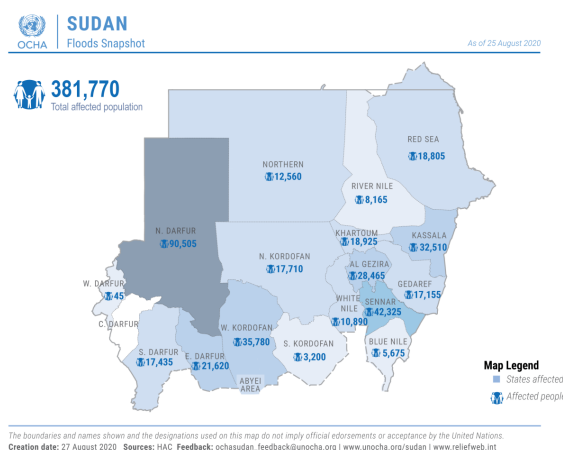 OCHA
SUDAN
Floods Snapshot
As of 25 August 2020
381,770
Total affected population
RED SEA
18,805
NORTHERN
12,560
RIVER NILE
8,165
N. DARFUR
90,505
KHARTOUM
18,925
KASSALA
32,510
N. KORDOFAN
17,710
AL GEZIRA
28,465
W. DARFUR
45
GEDAREF
17,155
WHITE
NILE
10,890
SENNAR
42,325
C. DARFUR
W. KORDOFAN
35,780
S. KORDOFAN
3,200
BLUE NILE
5,675
S. DARFUR
17,435
E. DARFUR
21,620
ABYEI
AREA
Map Legend
States affected
Affected people
The boundaries and names shown and the designations used on this map do not imply official edorsements or acceptance by the United Nations.
Creation date: 27 August 2020 Sources: HAC Feedback: ochasudan_feedback@unocha.org | www.unocha.org/sudan | www.reliefweb.int